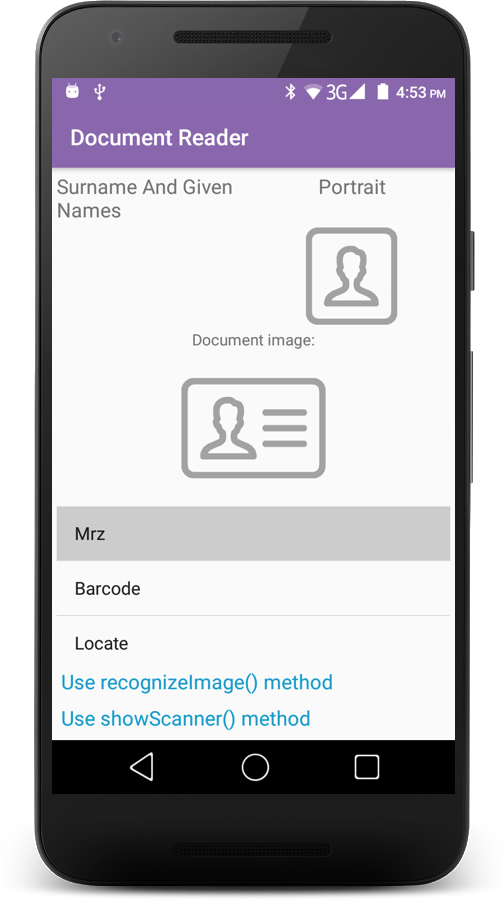 3G 4:53 PM
Document Reader
Surname And Given
Names
Portrait
Document image:
Mrz
Barcode
Locate
Use recognizeImage() method
Use showScanner() method